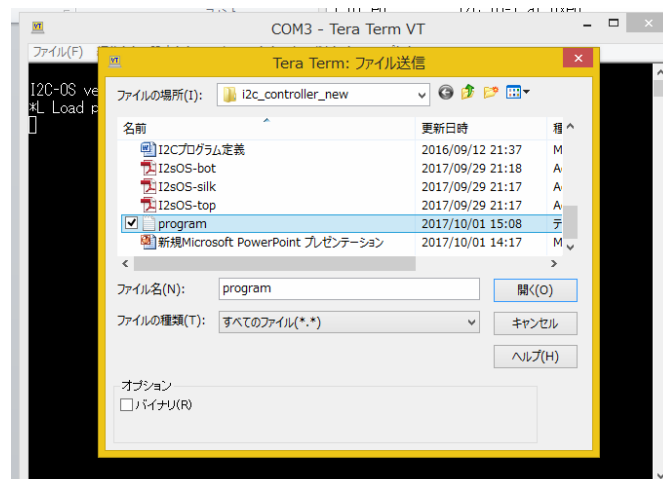 COM3 - Tera Term VT
ファイル(F)
Tera Term: ファイル送信
I2C-OS ve
*L Load p
ファイルの場所(I):
i2c_controller_new
名前
更新日時
種
I2Cプログラム定義
2016/09/12 21:37
M
I2sOS-bot
2017/09/29 21:18
A
I2sOS-silk
2017/09/29 21:17
A
I2sOS-top
2017/09/29 21:17
A
program
2017/10/01 15:08
テ
新規Microsoft PowerPoint プレゼンテーション
2017/10/01 14:17
M
ファイル名(N):
program
開く(O)
ファイルの種類(T):
すべてのファイル(*.*)
キャンセル
ヘルプ(H)
オプション
バイナリ(R)